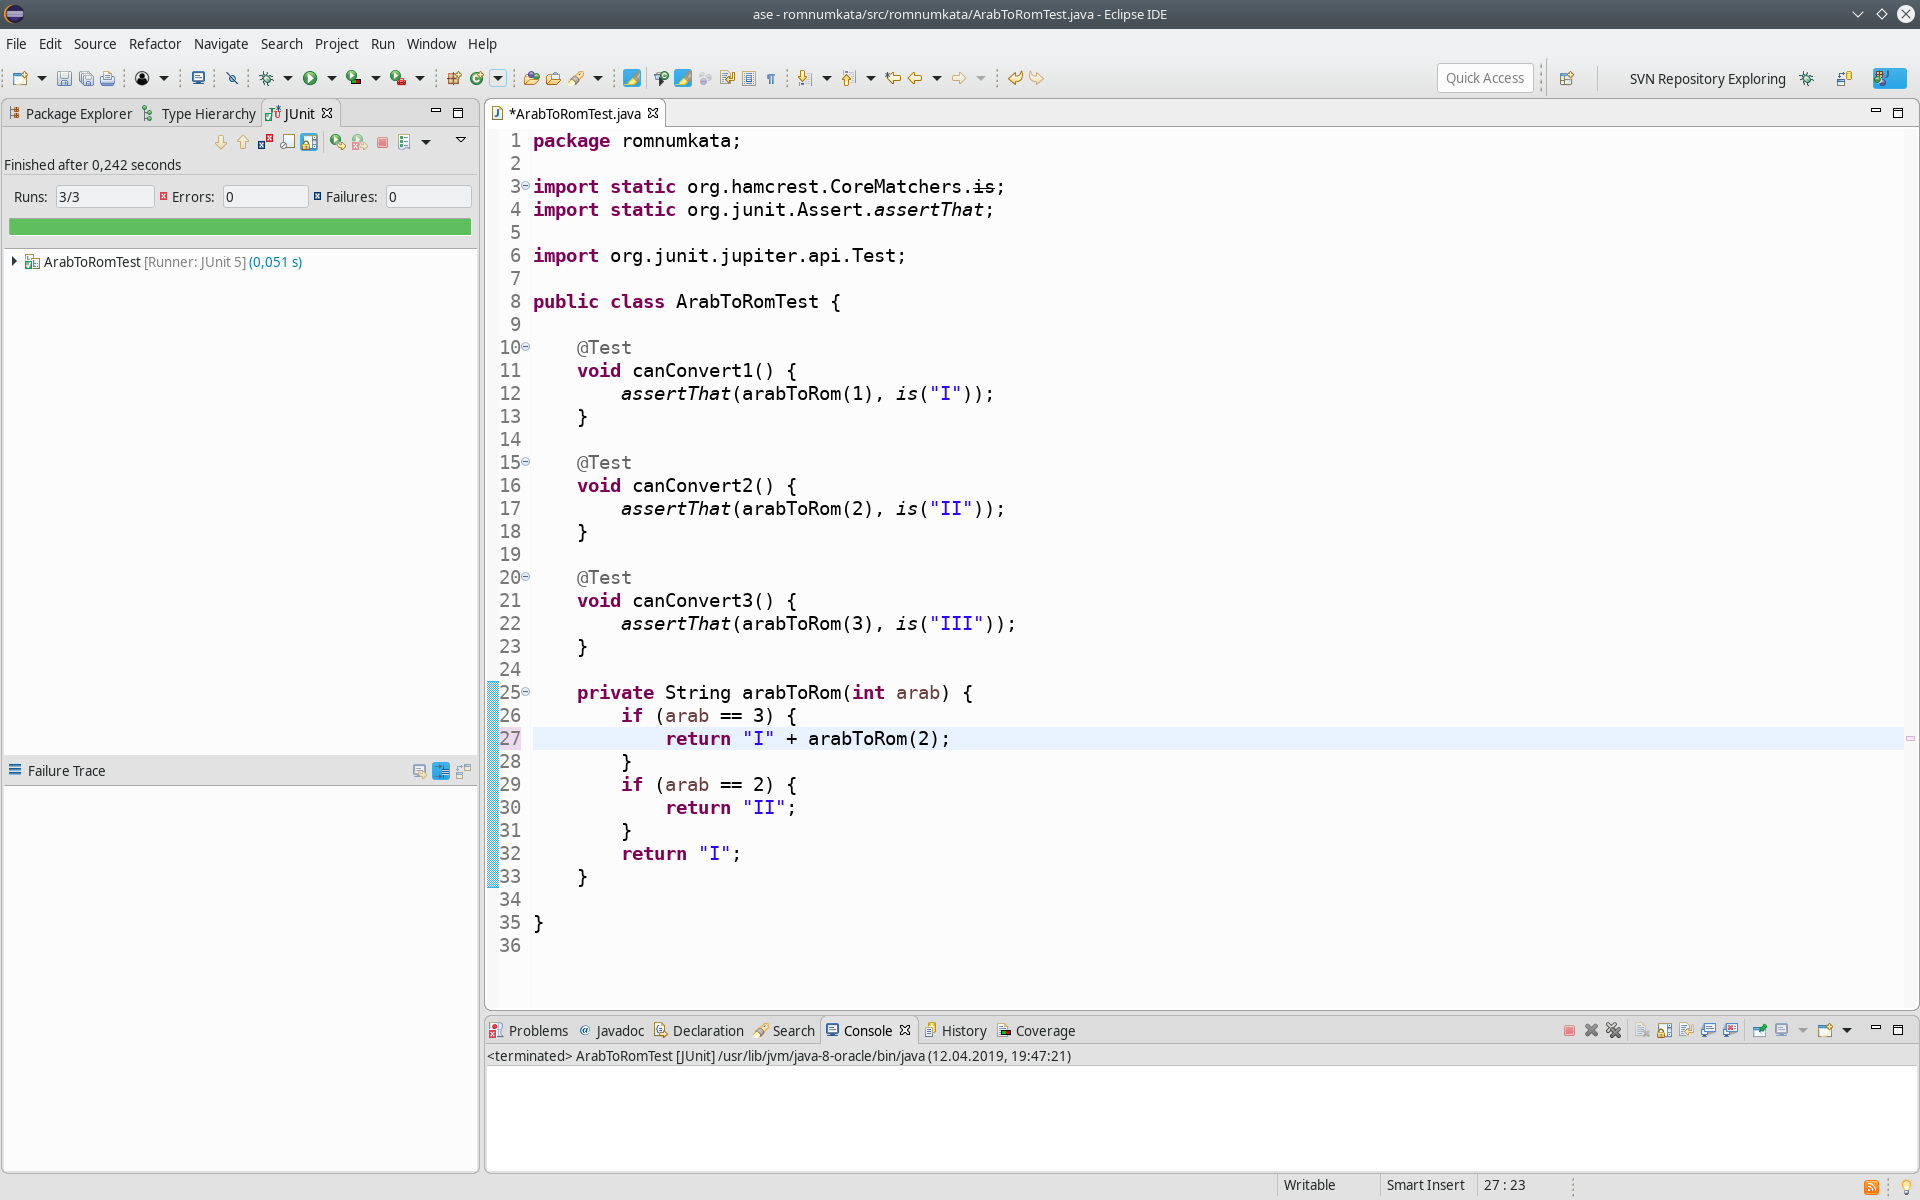 ase - romnumkata/src/romnumkata/ArabToRomTest.java - Eclipse IDE
File Edit Source Refactor Navigate Search Project Run Window Help
Quick Access
SVN Repository Exploring
Package Explorer Type Hierarchy JUnit
Finished after 0,242 seconds
Runs: 3/3 Errors: 0 Failures: 0
ArabToRomTest [Runner: JUnit 5] (0,051 s)
Failure Trace
*ArabToRomTest.java
1 package romnumkata;
2
3 import static org.hamcrest.CoreMatchers.is;
4 import static org.junit.Assert.assertThat;
5
6 import org.junit.jupiter.api.Test;
7
8 public class ArabToRomTest {
9
10     @Test
11     void canConvert1() {
12         assertThat(arabToRom(1), is("I"));
13     }
14
15     @Test
16     void canConvert2() {
17         assertThat(arabToRom(2), is("II"));
18     }
19
20     @Test
21     void canConvert3() {
22         assertThat(arabToRom(3), is("III"));
23     }
24
25     private String arabToRom(int arab) {
26         if (arab == 3) {
27             return "I" + arabToRom(2);
28         }
29         if (arab == 2) {
30             return "II";
31         }
32         return "I";
33     }
34
35 }
36
Problems Javadoc Declaration Search Console History Coverage
<terminated> ArabToRomTest [JUnit] /usr/lib/jvm/java-8-oracle/bin/java (12.04.2019, 19:47:21)
Writable Smart Insert 27 : 23